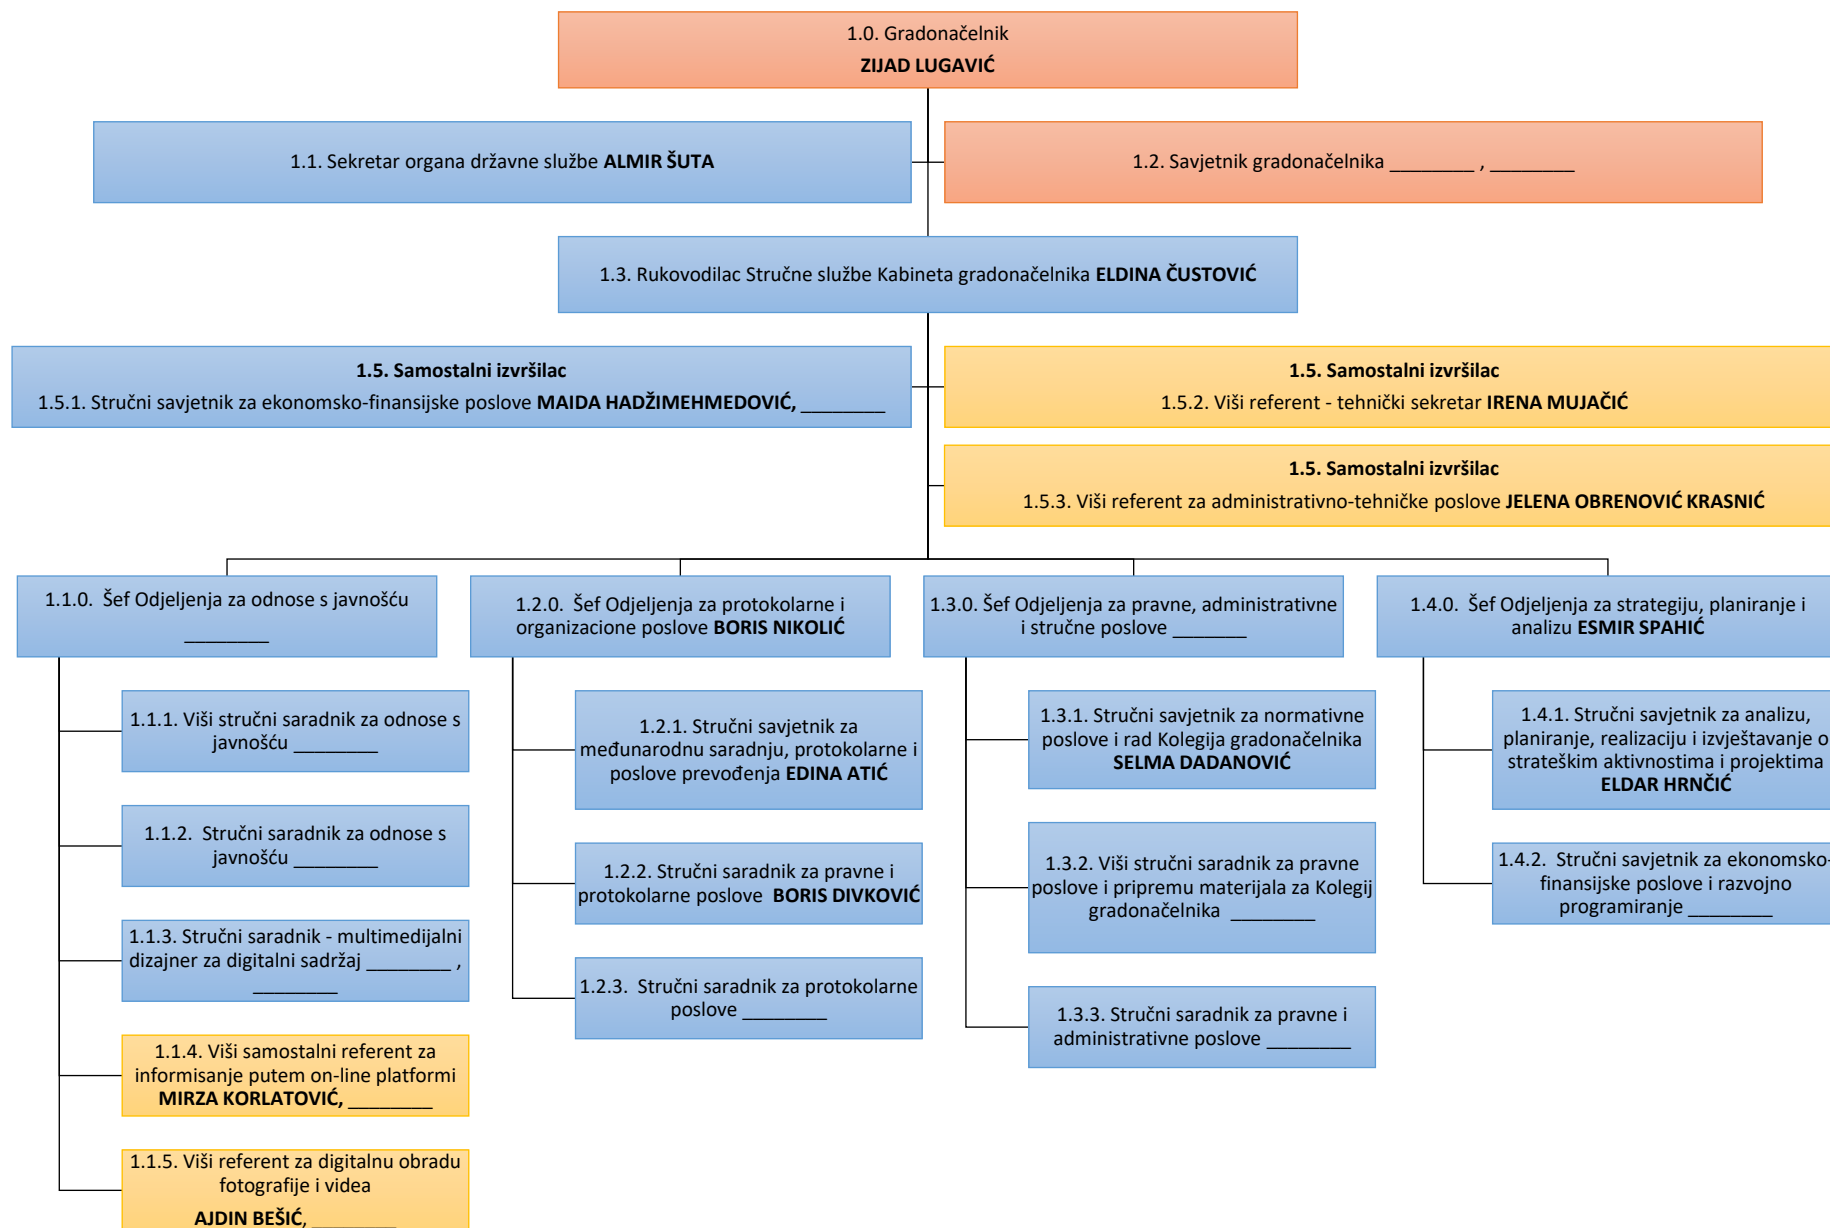 1.0. Gradonačelnik
ZIJAD LUGAVIĆ
1.1. Sekretar organa državne službe ALMIR ŠUTA
1.2. Savjetnik gradonačelnika ________ , ________
1.3. Rukovodilac Stručne službe Kabineta gradonačelnika ELDINA ČUSTOVIĆ
1.5. Samostalni izvršilac
1.5.1. Stručni savjetnik za ekonomsko-finansijske poslove MAIDA HADŽIMEHMEDOVIĆ, ________
1.5. Samostalni izvršilac
1.5.2. Viši referent - tehnički sekretar IRENA MUJAČIĆ
1.5. Samostalni izvršilac
1.5.3. Viši referent za administrativno-tehničke poslove JELENA OBRENOVIĆ KRASNIĆ
1.1.0. Šef Odjeljenja za odnose s javnošću
________
1.1.1. Viši stručni saradnik za odnose s
javnošću ________
1.1.2. Stručni saradnik za odnose s
javnošću ________
1.1.3. Stručni saradnik - multimedijalni
dizajner za digitalni sadržaj ________ ,
________
1.1.4. Viši samostalni referent za
informisanje putem on-line platformi
MIRZA KORLATOVIĆ, ________
1.1.5. Viši referent za digitalnu obradu
fotografije i videa
AJDIN BEŠIĆ, ________
1.2.0. Šef Odjeljenja za protokolarne i
organizacione poslove BORIS NIKOLIĆ
1.2.1. Stručni savjetnik za
međunarodnu saradnju, protokolarne i
poslove prevođenja EDINA ATIĆ
1.2.2. Stručni saradnik za pravne i
protokolarne poslove BORIS DIVKOVIĆ
1.2.3. Stručni saradnik za protokolarne
poslove ________
1.3.0. Šef Odjeljenja za pravne, administrativne
i stručne poslove _______
1.3.1. Stručni savjetnik za normativne
poslove i rad Kolegija gradonačelnika
SELMA DADANOVIĆ
1.3.2. Viši stručni saradnik za pravne
poslove i pripremu materijala za Kolegij
gradonačelnika ________
1.3.3. Stručni saradnik za pravne i
administrativne poslove ________
1.4.0. Šef Odjeljenja za strategiju, planiranje i
analizu ESMIR SPAHIĆ
1.4.1. Stručni savjetnik za analizu,
planiranje, realizaciju i izvještavanje o
strateškim aktivnostima i projektima
ELDAR HRNČIĆ
1.4.2. Stručni savjetnik za ekonomsko-
finansijske poslove i razvojno
programiranje ________